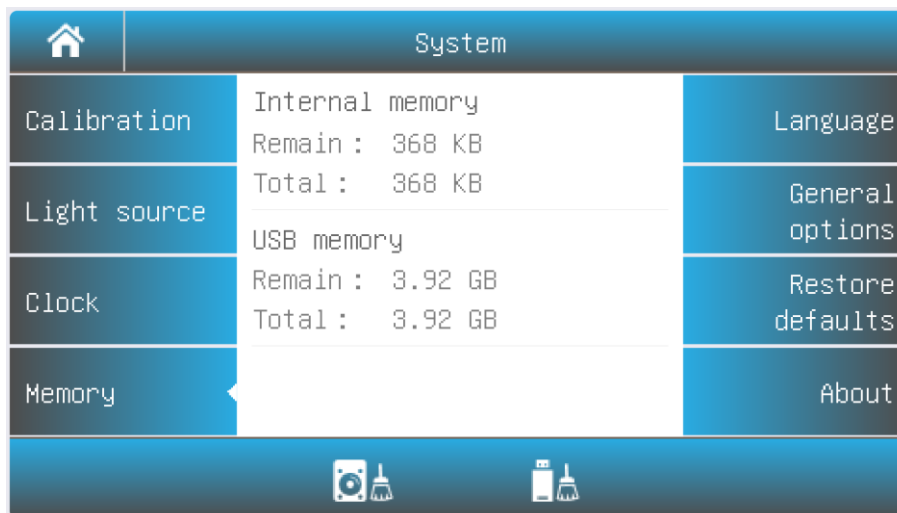 System
Calibration
Light source
Clock
Memory
Internal memory
Remain : 368 KB
Total : 368 KB
USB memory
Remain : 3.92 GB
Total : 3.92 GB
Language
General
options
Restore
defaults
About